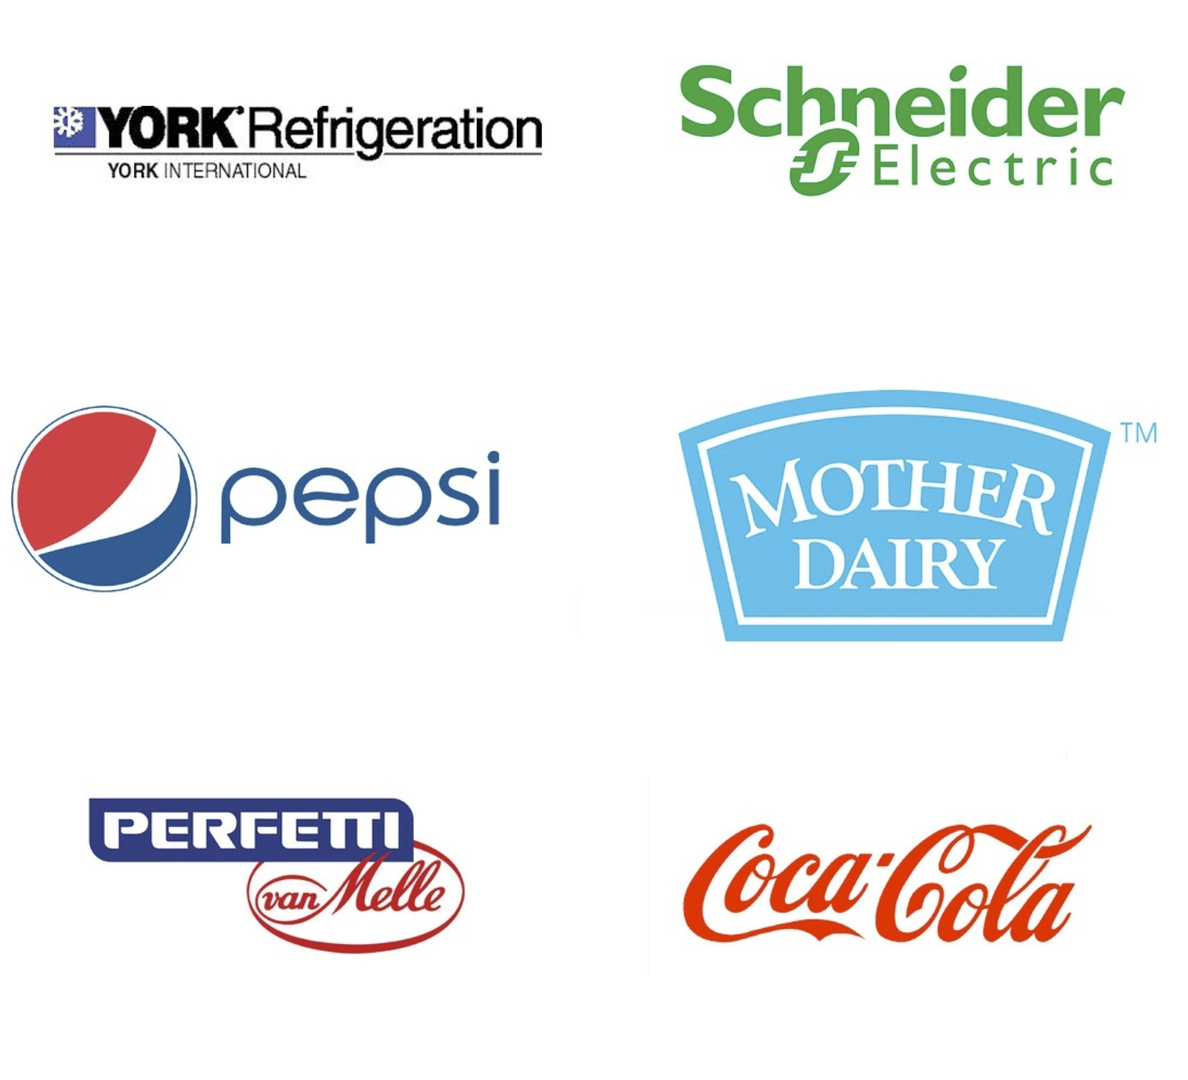 YORK® Refrigeration
YORK INTERNATIONAL
Schneider
Electric
pepsi
MOTHER
DAIRY
TM
PERFETTI
van Melle
Coca-Cola